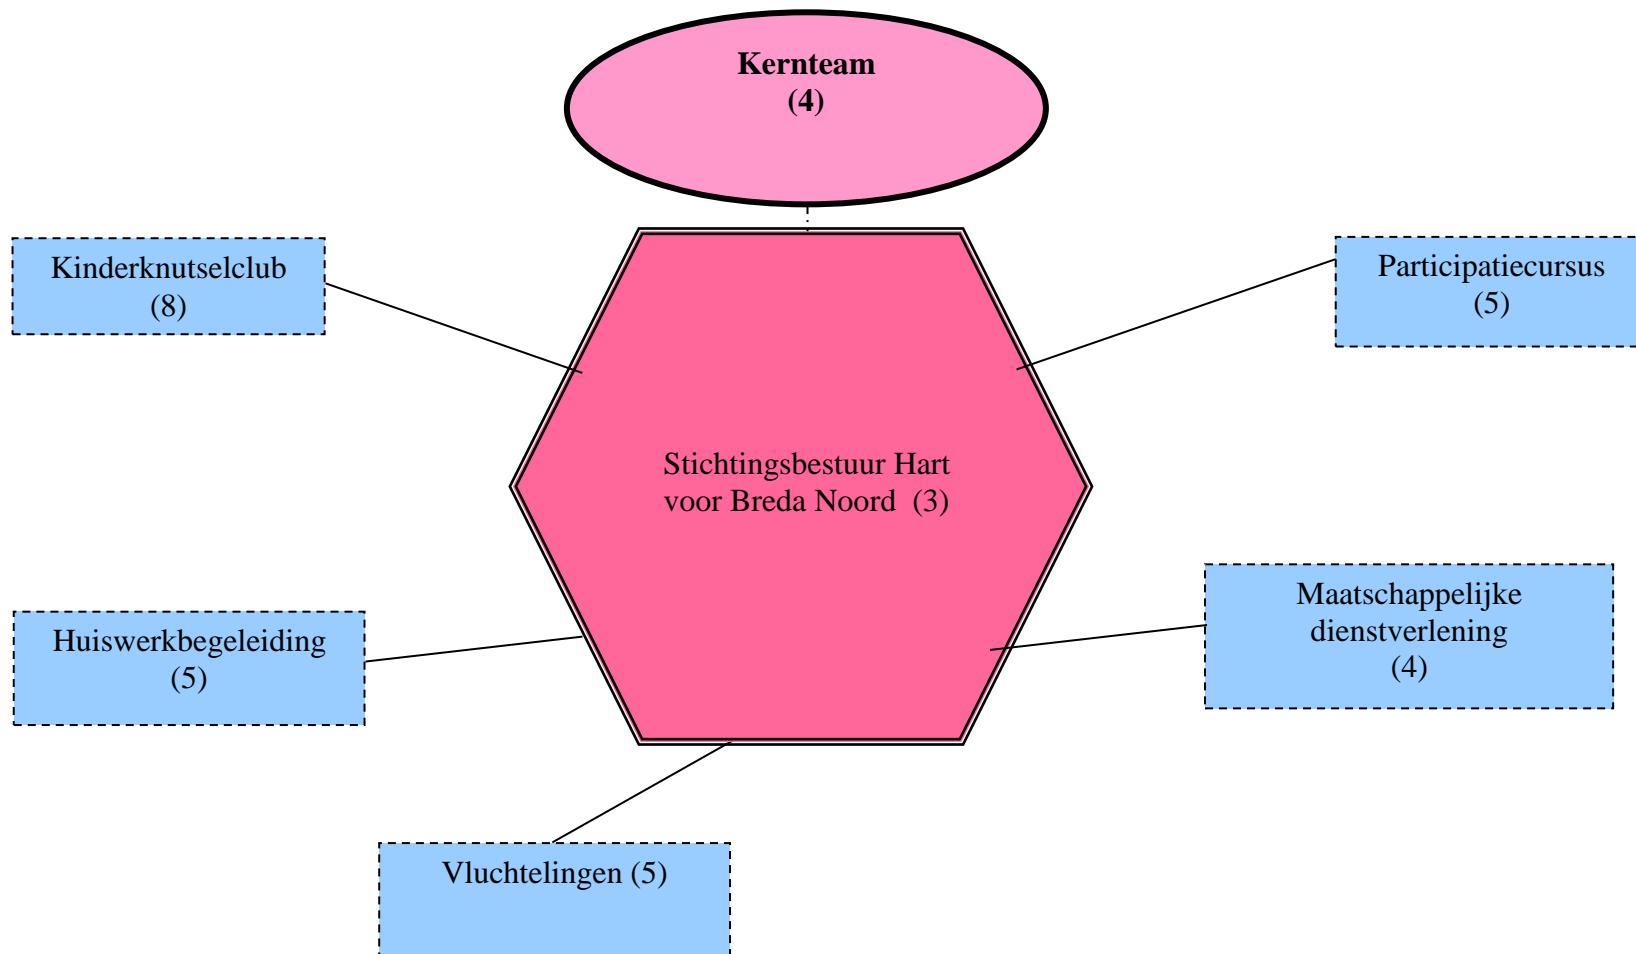 Kernteam
(4)
Kinderknutselclub
(8)
Participatiecursus
(5)
Stichtingsbestuur Hart
voor Breda Noord (3)
Maatschappelijke
dienstverlening
(4)
Huiswerkbegeleiding
(5)
Vluchtelingen (5)